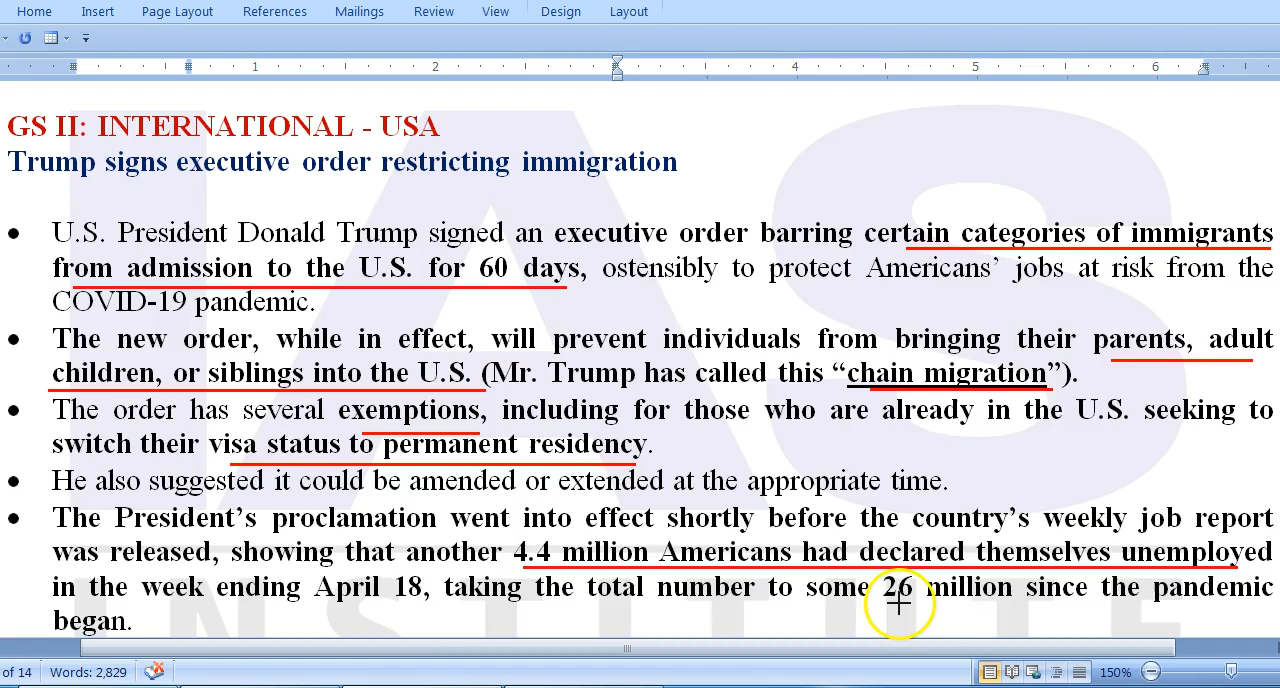 Home Insert Page Layout References Mailings Review View Design Layout
1 2 4 5 6
GS II: INTERNATIONAL - USA
Trump signs executive order restricting immigration
• U.S. President Donald Trump signed an executive order barring certain categories of immigrants
from admission to the U.S. for 60 days, ostensibly to protect Americans’ jobs at risk from the
COVID-19 pandemic.
• The new order, while in effect, will prevent individuals from bringing their parents, adult
children, or siblings into the U.S. (Mr. Trump has called this “chain migration”).
• The order has several exemptions, including for those who are already in the U.S. seeking to
switch their visa status to permanent residency.
• He also suggested it could be amended or extended at the appropriate time.
• The President’s proclamation went into effect shortly before the country’s weekly job report
was released, showing that another 4.4 million Americans had declared themselves unemployed
in the week ending April 18, taking the total number to some 26 million since the pandemic
began.
IAS
INSTITUTE
of 14 Words: 2,829 150%